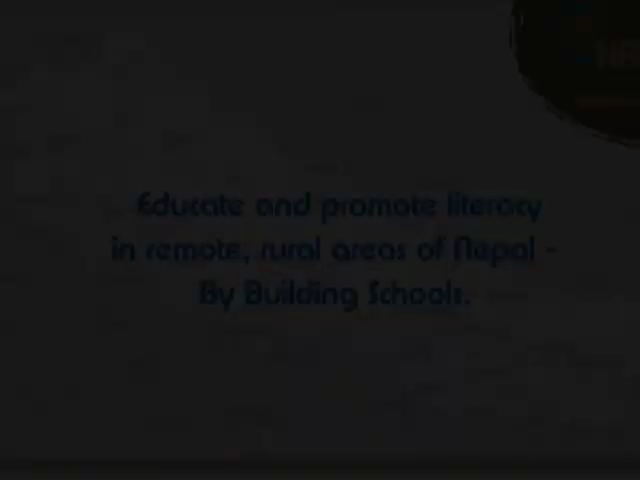 Educate and promote literacy
in remote, rural areas of Nepal -
By Building Schools.